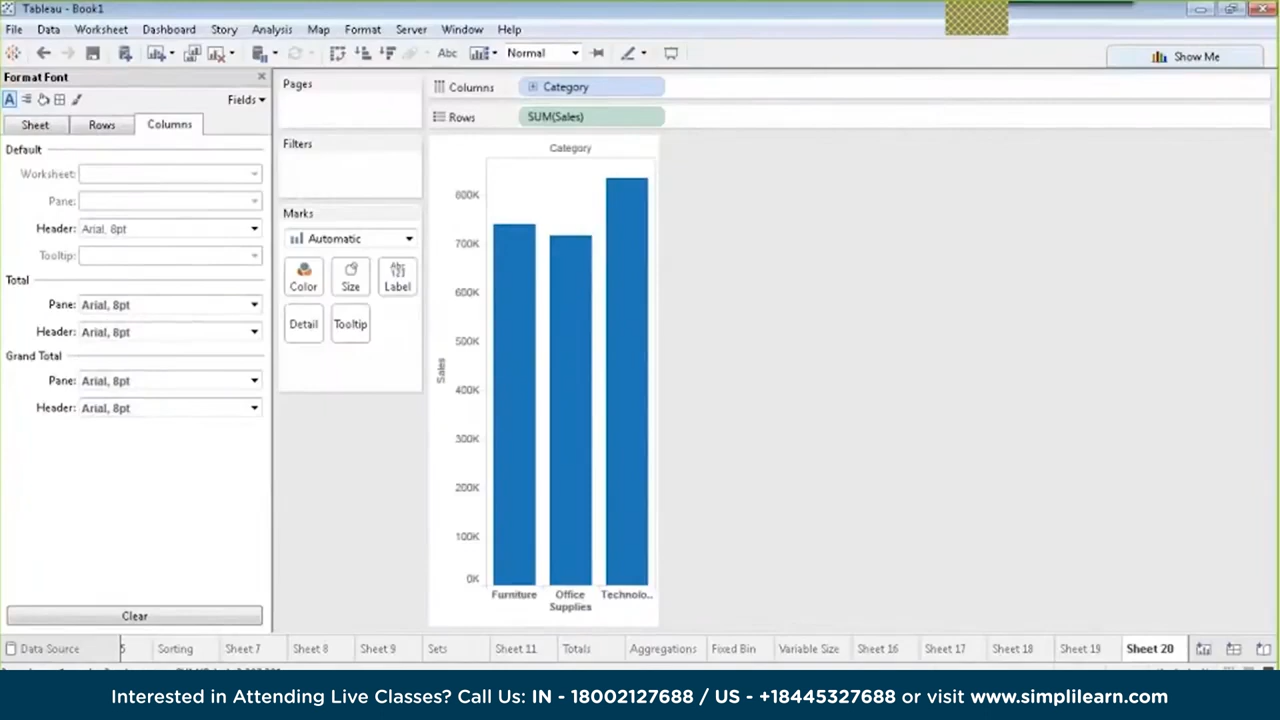 Tableau - Book1
File Data Worksheet Dashboard Story Analysis Map Format Server Window Help
Abc Normal Show Me
Format Font
Fields
Sheet Rows Columns
Default
Worksheet:
Pane:
Header: Arial, 8pt
Tooltip:
Total
Pane: Arial, 8pt
Header: Arial, 8pt
Grand Total
Pane: Arial, 8pt
Header: Arial, 8pt
Clear
Pages
Filters
Marks
Automatic
Color Size Label
Detail Tooltip
Columns Category
Rows SUM(Sales)
Category
800K
700K
600K
500K
400K
300K
200K
100K
0K
Sales
Furniture Office Supplies Technolo..
Data Source 5 Sorting Sheet 7 Sheet 8 Sheet 9 Sets Sheet 11 Totals Aggregations Fixed Bin Variable Size Sheet 16 Sheet 17 Sheet 18 Sheet 19 Sheet 20
Interested in Attending Live Classes? Call Us: IN - 18002127688 / US - +18445327688 or visit www.simplilearn.com